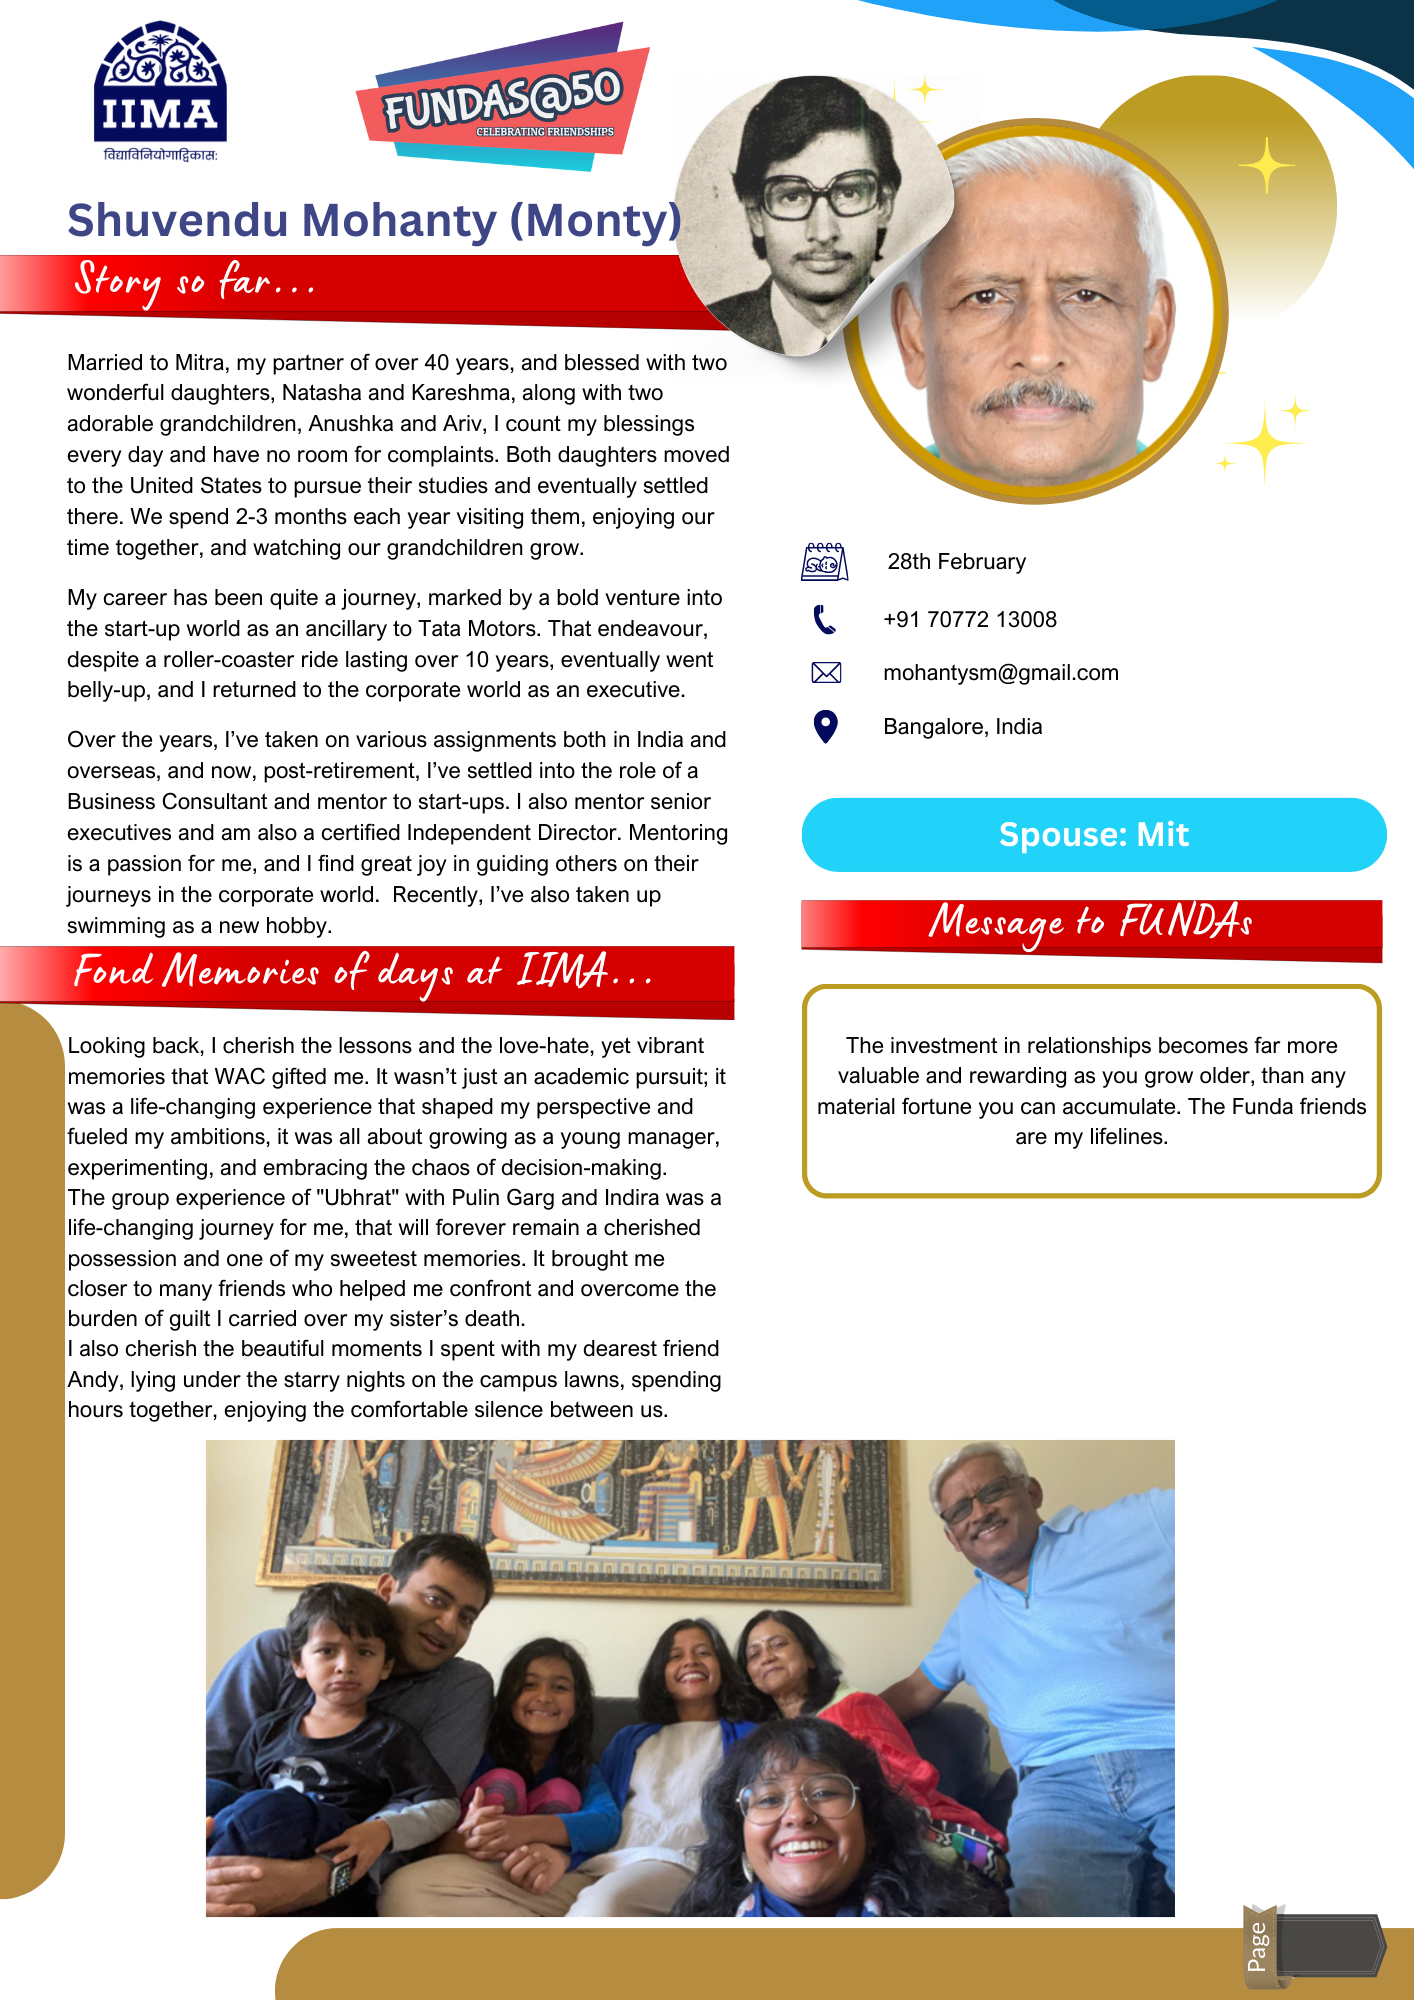 IIMA
विद्याविनियोगाद्विकासः
FUNDAS@50
CELEBRATING FRIENDSHIPS
Shuvendu Mohanty (Monty)
Story so far...
Married to Mitra, my partner of over 40 years, and blessed with two
wonderful daughters, Natasha and Kareshma, along with two
adorable grandchildren, Anushka and Ariv, I count my blessings
every day and have no room for complaints. Both daughters moved
to the United States to pursue their studies and eventually settled
there. We spend 2-3 months each year visiting them, enjoying our
time together, and watching our grandchildren grow.
My career has been quite a journey, marked by a bold venture into
the start-up world as an ancillary to Tata Motors. That endeavour,
despite a roller-coaster ride lasting over 10 years, eventually went
belly-up, and I returned to the corporate world as an executive.
Over the years, I’ve taken on various assignments both in India and
overseas, and now, post-retirement, I’ve settled into the role of a
Business Consultant and mentor to start-ups. I also mentor senior
executives and am also a certified Independent Director. Mentoring
is a passion for me, and I find great joy in guiding others on their
journeys in the corporate world.  Recently, I’ve also taken up
swimming as a new hobby.
Fond Memories of days at IIMA...
Looking back, I cherish the lessons and the love-hate, yet vibrant
memories that WAC gifted me. It wasn’t just an academic pursuit; it
was a life-changing experience that shaped my perspective and
fueled my ambitions, it was all about growing as a young manager,
experimenting, and embracing the chaos of decision-making.
The group experience of "Ubhrat" with Pulin Garg and Indira was a
life-changing journey for me, that will forever remain a cherished
possession and one of my sweetest memories. It brought me
closer to many friends who helped me confront and overcome the
burden of guilt I carried over my sister’s death.
I also cherish the beautiful moments I spent with my dearest friend
Andy, lying under the starry nights on the campus lawns, spending
hours together, enjoying the comfortable silence between us.
28th February
+91 70772 13008
mohantysm@gmail.com
Bangalore, India
Spouse: Mit
Message to FUNDAs
The investment in relationships becomes far more
valuable and rewarding as you grow older, than any
material fortune you can accumulate. The Funda friends
are my lifelines.
Page